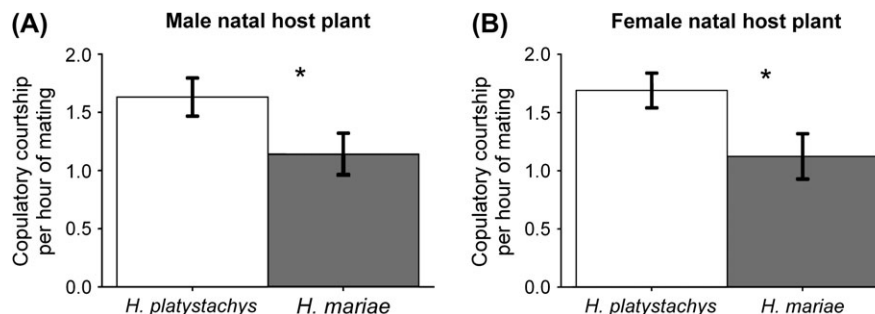 (A)
Male natal host plant
Copulatory courtship
per hour of mating
2.0
1.5
1.0
0.5
0.0
*
H. platystachys
H. mariae
(B)
Female natal host plant
Copulatory courtship
per hour of mating
2.0
1.5
1.0
0.5
0.0
*
H. platystachys
H. mariae